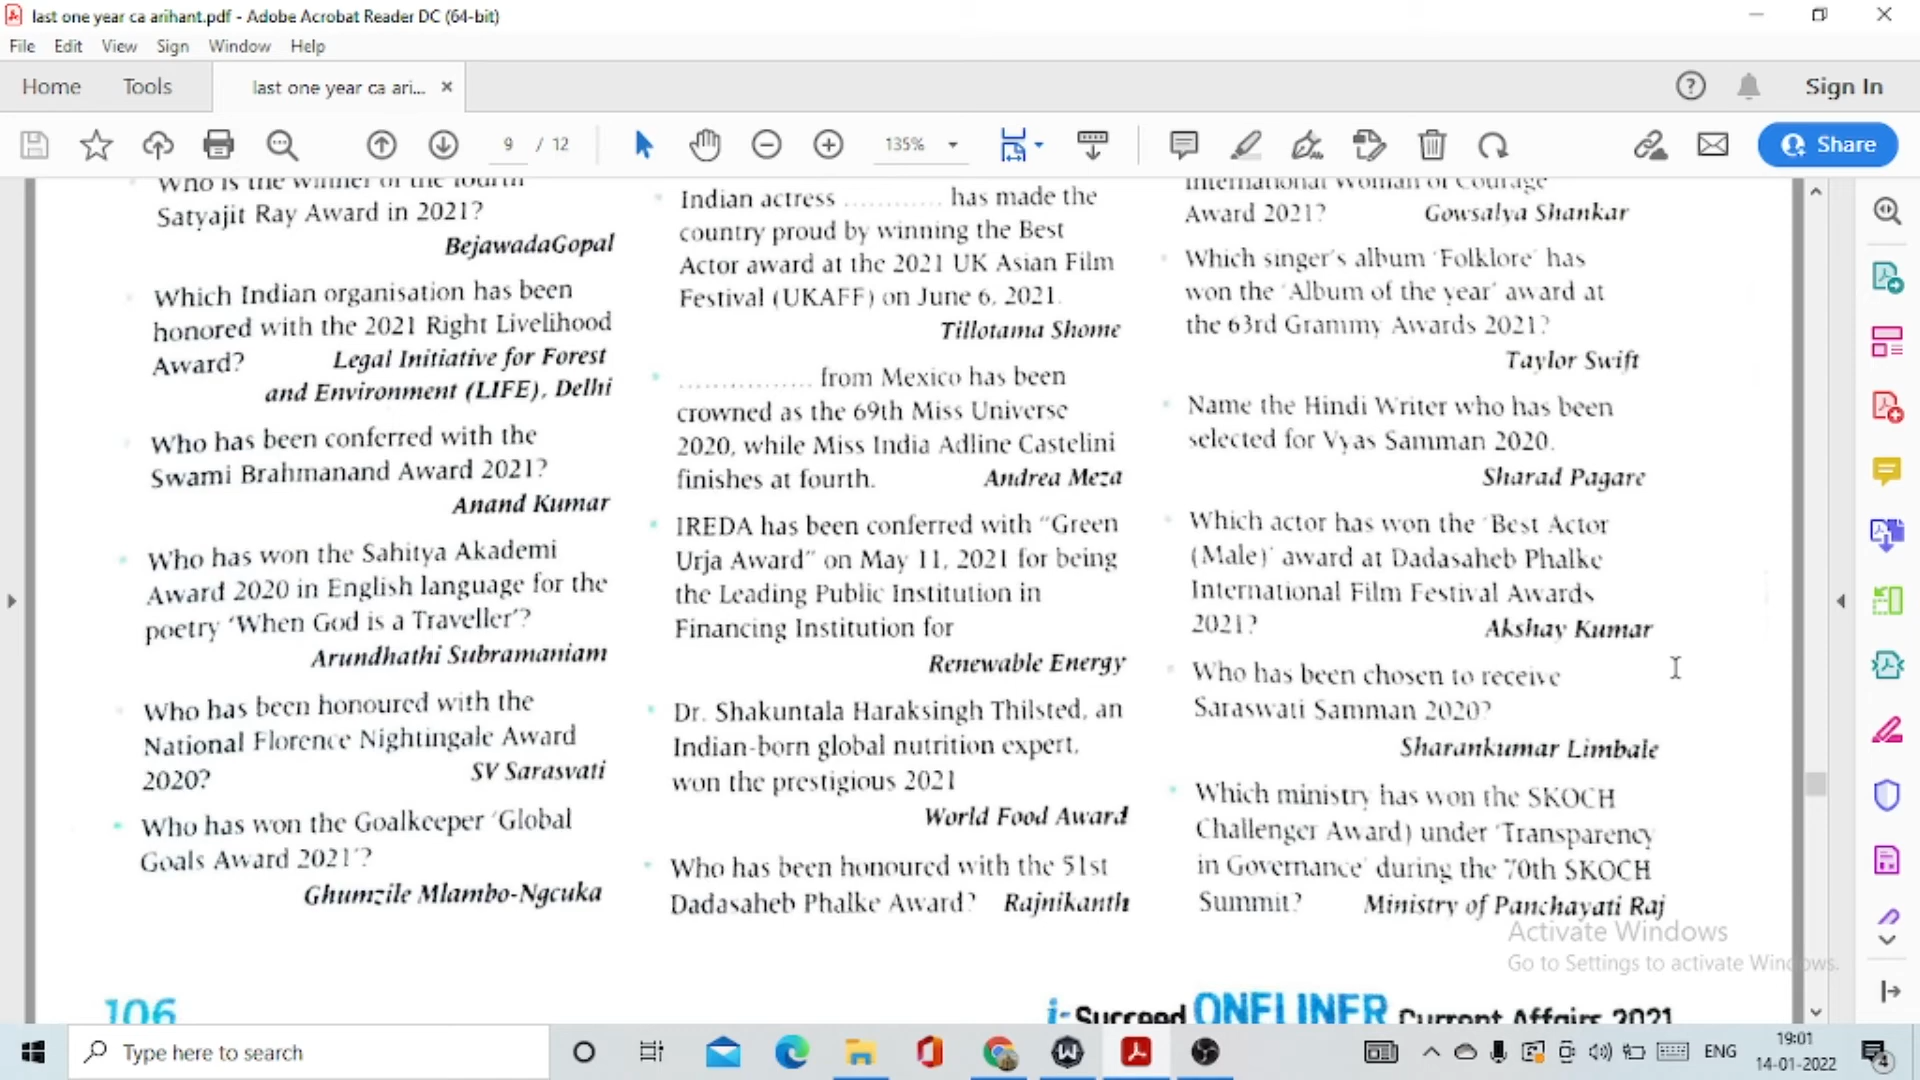 last one year ca arihant.pdf - Adobe Acrobat Reader DC (64-bit)
File Edit View Sign Window Help
Home Tools last one year ca ari... × Sign In
9 / 12 135% Share
Who is the winner of the fourth
Satyajit Ray Award in 2021?
BejawadaGopal
Which Indian organisation has been
honored with the 2021 Right Livelihood
Award? Legal Initiative for Forest
and Environment (LIFE), Delhi
Who has been conferred with the
Swami Brahmanand Award 2021?
Anand Kumar
Who has won the Sahitya Akademi
Award 2020 in English language for the
poetry 'When God is a Traveller'?
Arundhathi Subramaniam
Who has been honoured with the
National Florence Nightingale Award
2020? SV Sarasvati
Who has won the Goalkeeper 'Global
Goals Award 2021'?
Ghumzile Mlambo-Ngcuka
Indian actress ............ has made the
country proud by winning the Best
Actor award at the 2021 UK Asian Film
Festival (UKAFF) on June 6, 2021.
Tillotama Shome
................ from Mexico has been
crowned as the 69th Miss Universe
2020, while Miss India Adline Castelini
finishes at fourth. Andrea Meza
IREDA has been conferred with "Green
Urja Award" on May 11, 2021 for being
the Leading Public Institution in
Financing Institution for
Renewable Energy
Dr. Shakuntala Haraksingh Thilsted, an
Indian-born global nutrition expert,
won the prestigious 2021
World Food Award
Who has been honoured with the 51st
Dadasaheb Phalke Award? Rajnikanth
International Woman of Courage
Award 2021? Gowsalya Shankar
Which singer's album 'Folklore' has
won the 'Album of the year' award at
the 63rd Grammy Awards 2021?
Taylor Swift
Name the Hindi Writer who has been
selected for Vyas Samman 2020.
Sharad Pagare
Which actor has won the 'Best Actor
(Male)' award at Dadasaheb Phalke
International Film Festival Awards
2021? Akshay Kumar
Who has been chosen to receive
Saraswati Samman 2020?
Sharankumar Limbale
Which ministry has won the SKOCH
Challenger Award) under 'Transparency
in Governance' during the 70th SKOCH
Summit? Ministry of Panchayati Raj
Activate Windows
Go to Settings to activate Windows.
106 i-Succeed ONELINER Current Affairs 2021
Type here to search ENG 19:01
14-01-2022 4